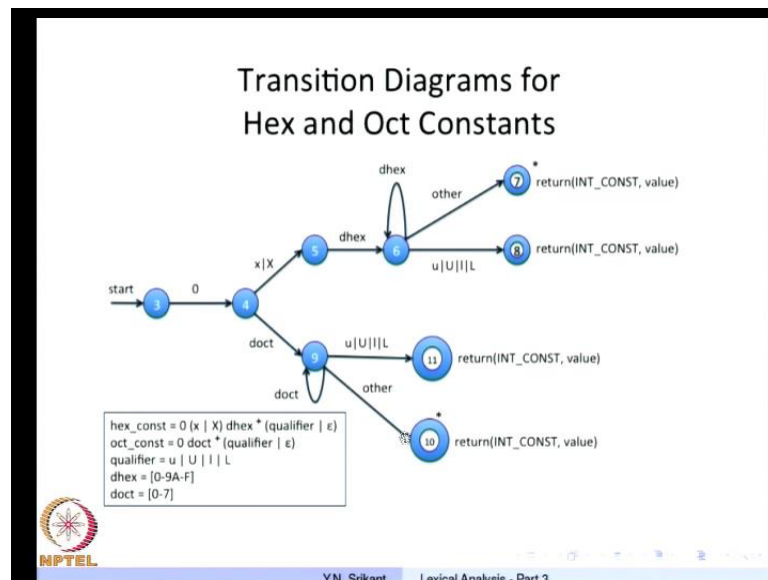 Transition Diagrams for
Hex and Oct Constants
dhex
other
7
*
return(INT_CONST, value)
x|X
5
dhex
6
8
return(INT_CONST, value)
u|U|l|L
start
3
0
4
doct
9
u|U|l|L
11
return(INT_CONST, value)
doct
other
*
10
return(INT_CONST, value)
hex_const = 0 (x | X) dhex + (qualifier | ε)
oct_const = 0 doct + (qualifier | ε)
qualifier = u | U | l | L
dhex = [0-9A-F]
doct = [0-7]
NPTEL
Y.N. Srikant Lexical Analysis - Part 3